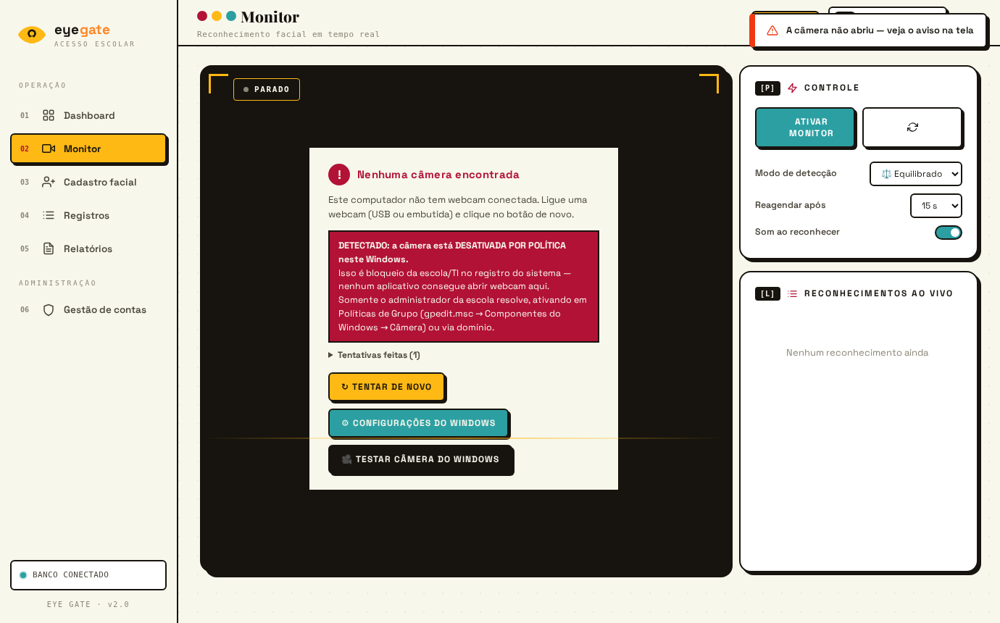 eyegate
ACESSO ESCOLAR
OPERAÇÃO
01 Dashboard
02 Monitor
03 Cadastro facial
04 Registros
05 Relatórios
ADMINISTRAÇÃO
06 Gestão de contas
BANCO CONECTADO
EYE GATE · v2.0
Monitor
Reconhecimento facial em tempo real
A câmera não abriu — veja o aviso na tela
PARADO
! Nenhuma câmera encontrada
Este computador não tem webcam conectada. Ligue uma
webcam (USB ou embutida) e clique no botão de novo.
DETECTADO: a câmera está DESATIVADA POR POLÍTICA
neste Windows.
Isso é bloqueio da escola/TI no registro do sistema —
nenhum aplicativo consegue abrir webcam aqui.
Somente o administrador da escola resolve, ativando em
Políticas de Grupo (gpedit.msc → Componentes do
Windows → Câmera) ou via domínio.
▶ Tentativas feitas (1)
↻ TENTAR DE NOVO
⚙ CONFIGURAÇÕES DO WINDOWS
🎥 TESTAR CÂMERA DO WINDOWS
[P] CONTROLE
ATIVAR
MONITOR
Modo de detecção ⚖️ Equilibrado
Reagendar após 15 s
Som ao reconhecer
[L] RECONHECIMENTOS AO VIVO
Nenhum reconhecimento ainda